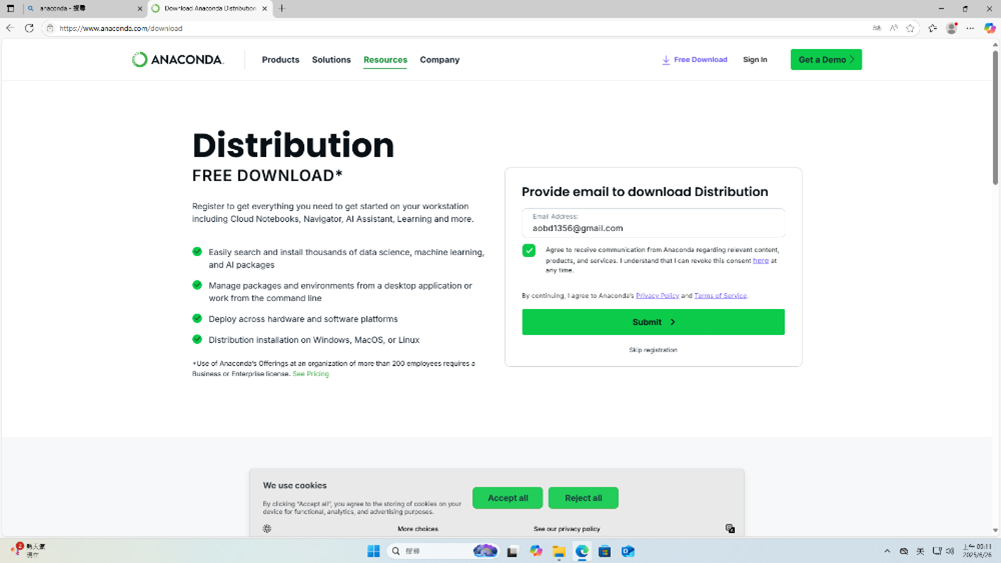 anaconda - 搜尋
Download Anaconda Distribution
https://www.anaconda.com/download
ANACONDA.
Products
Solutions
Resources
Company
Free Download
Sign In
Get a Demo
Distribution
FREE DOWNLOAD*
Register to get everything you need to get started on your workstation
including Cloud Notebooks, Navigator, AI Assistant, Learning and more.
Easily search and install thousands of data science, machine learning,
and AI packages
Manage packages and environments from a desktop application or
work from the command line
Deploy across hardware and software platforms
Distribution installation on Windows, MacOS, or Linux
*Use of Anaconda's Offerings at an organization of more than 200 employees requires a
Business or Enterprise license. See Pricing
Provide email to download Distribution
Email Address:
aobd1356@gmail.com
Agree to receive communication from Anaconda regarding relevant content,
products, and services. I understand that I can revoke this consent here at
any time.
By continuing, I agree to Anaconda's Privacy Policy and Terms of Service.
Submit
Skip registration
We use cookies
By clicking "Accept all", you agree to the storing of cookies on your
device for functional, analytics, and advertising purposes.
Accept all
Reject all
More choices
See our privacy policy
2
熱天氣
現在
搜尋
英
上午 09:11
2025/6/26